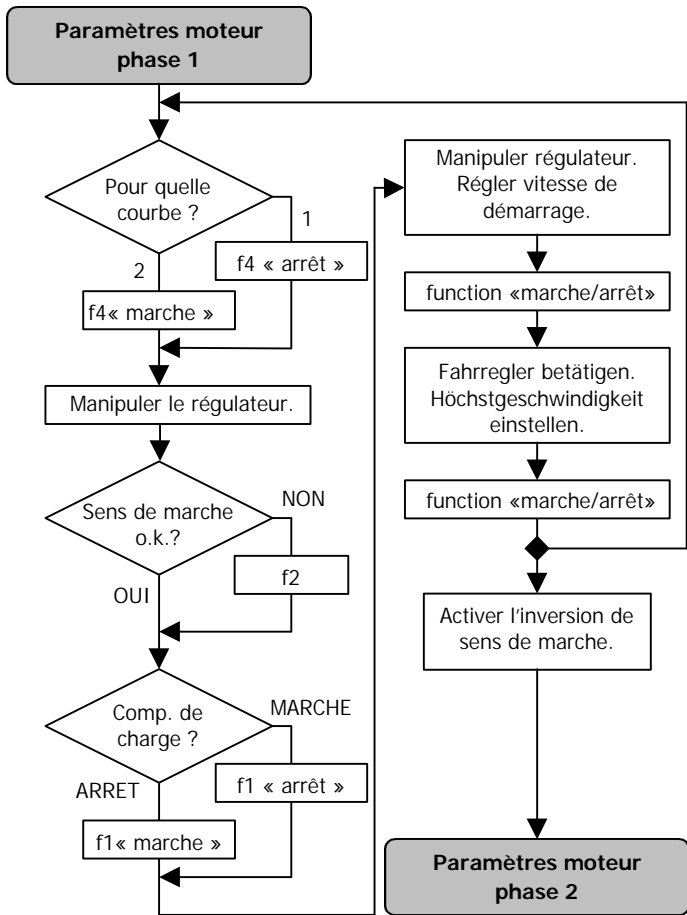 Paramètres moteur
phase 1
Pour quelle
courbe ?
1
2
f4 « arrêt »
f4« marche »
Manipuler le régulateur.
Sens de marche
o.k.?
NON
f2
OUI
Comp. de
charge ?
MARCHE
ARRET
f1 « arrêt »
f1« marche »
Manipuler régulateur.
Régler vitesse de
démarrage.
function «marche/arrêt»
Fahrregler betätigen.
Höchstgeschwindigkeit
einstellen.
function «marche/arrêt»
Activer l'inversion de
sens de marche.
Paramètres moteur
phase 2